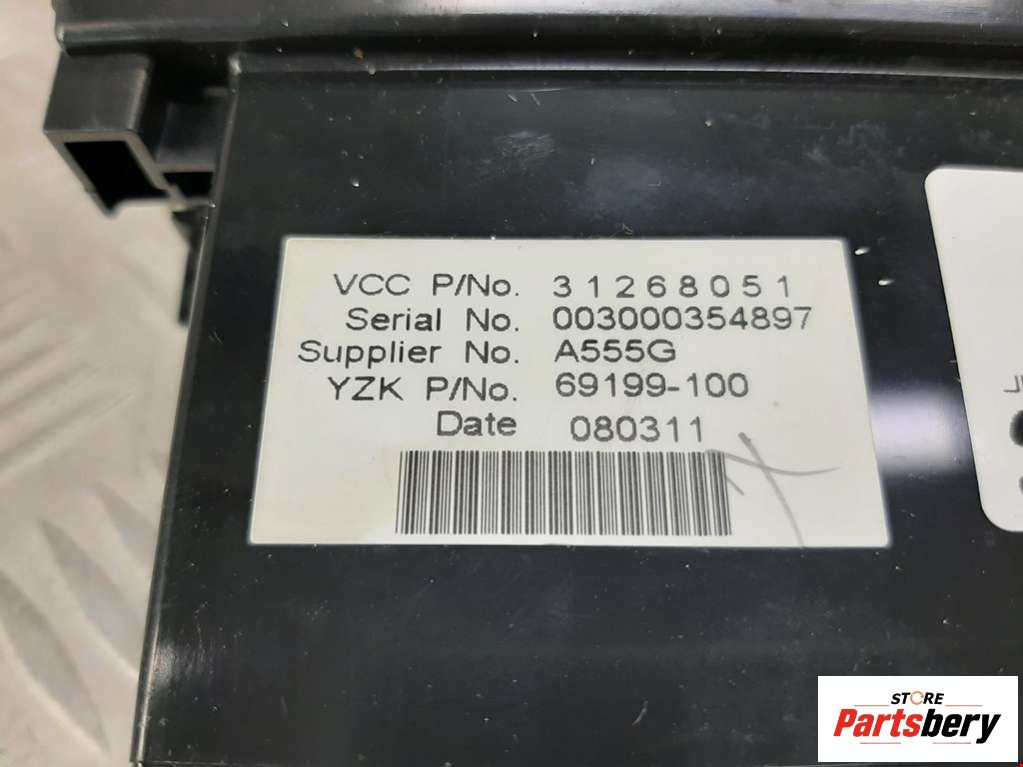 VCC P/No. 31268051
Serial No. 003000354897
Supplier No. A555G
YZK P/No. 69199-100
Date 080311
STORE
Partsbery